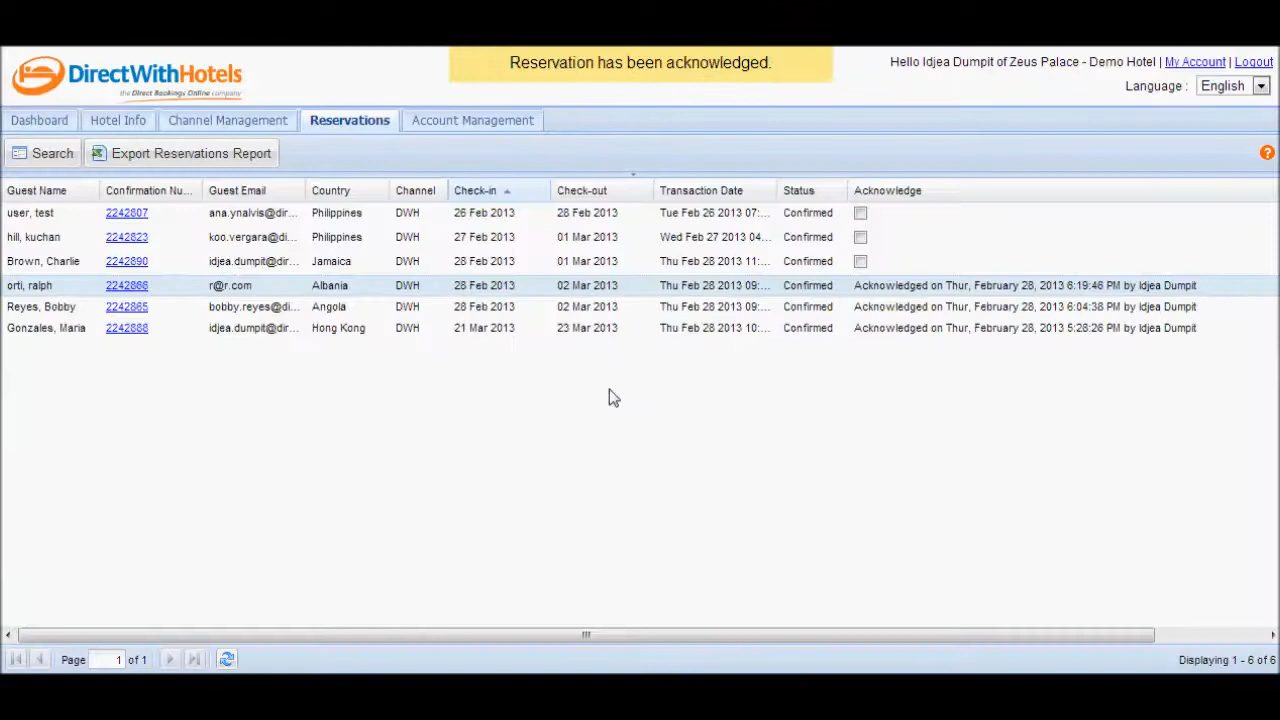 Reservation has been acknowledged.
DirectWithHotels
the Direct Bookings Online company
Hello Idjea Dumpit of Zeus Palace - Demo Hotel | My Account | Logout
Language : English
Dashboard Hotel Info Channel Management Reservations Account Management
Search Export Reservations Report ?
Guest Name Confirmation Nu... Guest Email Country Channel Check-in Check-out Transaction Date Status Acknowledge
user, test 2242807 ana.ynalvis@dir... Philippines DWH 26 Feb 2013 28 Feb 2013 Tue Feb 26 2013 07:... Confirmed
hill, kuchan 2242823 koo.vergara@di... Philippines DWH 27 Feb 2013 01 Mar 2013 Wed Feb 27 2013 04... Confirmed
Brown, Charlie 2242890 idjea.dumpit@dir... Jamaica DWH 28 Feb 2013 01 Mar 2013 Thu Feb 28 2013 11:... Confirmed
orti, ralph 2242866 r@r.com Albania DWH 28 Feb 2013 02 Mar 2013 Thu Feb 28 2013 09:... Confirmed Acknowledged on Thur, February 28, 2013 6:19:46 PM by Idjea Dumpit
Reyes, Bobby 2242865 bobby.reyes@di... Angola DWH 28 Feb 2013 02 Mar 2013 Thu Feb 28 2013 09:... Confirmed Acknowledged on Thur, February 28, 2013 6:04:38 PM by Idjea Dumpit
Gonzales, Maria 2242888 idjea.dumpit@dir... Hong Kong DWH 21 Mar 2013 23 Mar 2013 Thu Feb 28 2013 10:... Confirmed Acknowledged on Thur, February 28, 2013 5:28:26 PM by Idjea Dumpit
Page 1 of 1 Displaying 1 - 6 of 6